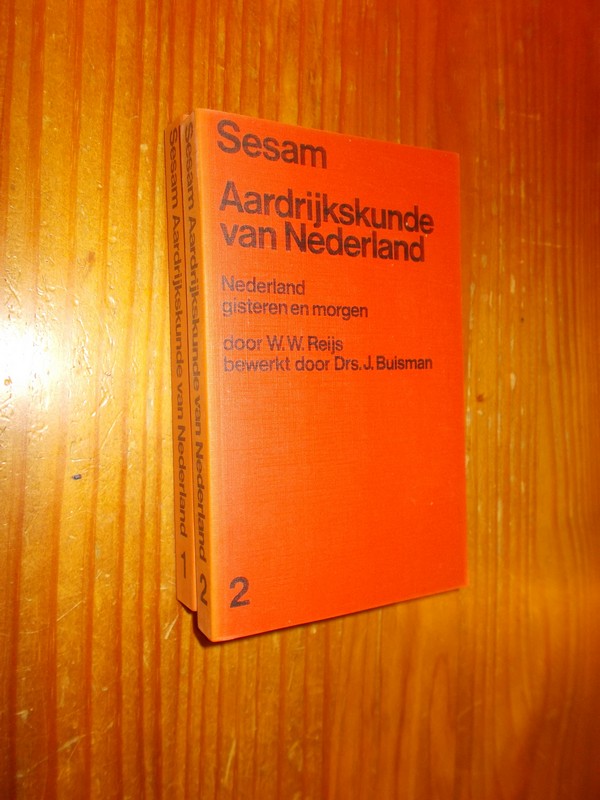 Sesam
Aardrijkskunde
van Nederland
Nederland
gisteren en morgen
door W. W. Reijs
bewerkt door Drs. J. Buisman
2
Sesam Aardrijkskunde van Nederland 2
Sesam Aardrijkskunde van Nederland 1